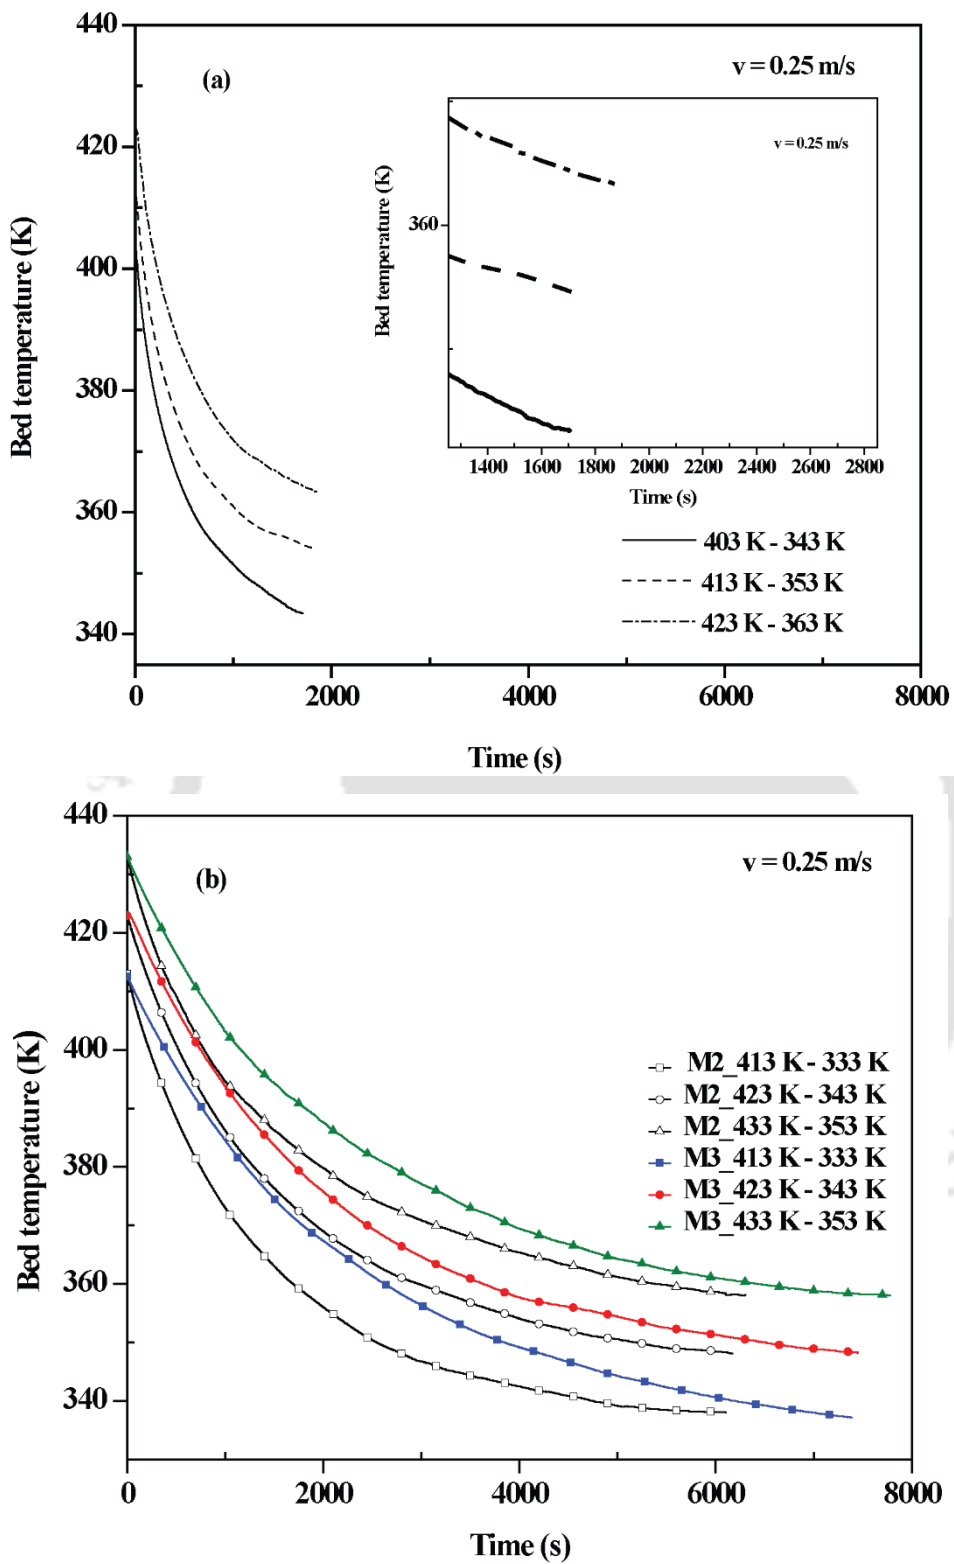 440
420
400
380
360
340
Bed temperature (K)
(a)
v = 0.25 m/s
v = 0.25 m/s
360
Bed temperature (K)
1400 1600 1800 2000 2200 2400 2600 2800
Time (s)
403 K - 343 K
413 K - 353 K
423 K - 363 K
0 2000 4000 6000 8000
Time (s)
440
420
400
380
360
340
Bed temperature (K)
(b)
v = 0.25 m/s
M2_413 K - 333 K
M2_423 K - 343 K
M2_433 K - 353 K
M3_413 K - 333 K
M3_423 K - 343 K
M3_433 K - 353 K
0 2000 4000 6000 8000
Time (s)